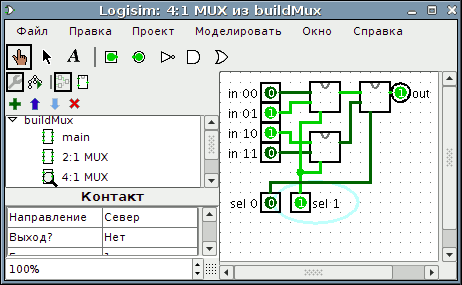 Logisim: 4:1 MUX из buildMux
Файл Правка Проект Моделировать Окно Справка
A
buildMux
main
2:1 MUX
4:1 MUX
Контакт
Направление Север
Выход? Нет
100%
in 00 0
in 01 1
in 10 1
in 11 0
1 out
sel 0 0
1 sel 1